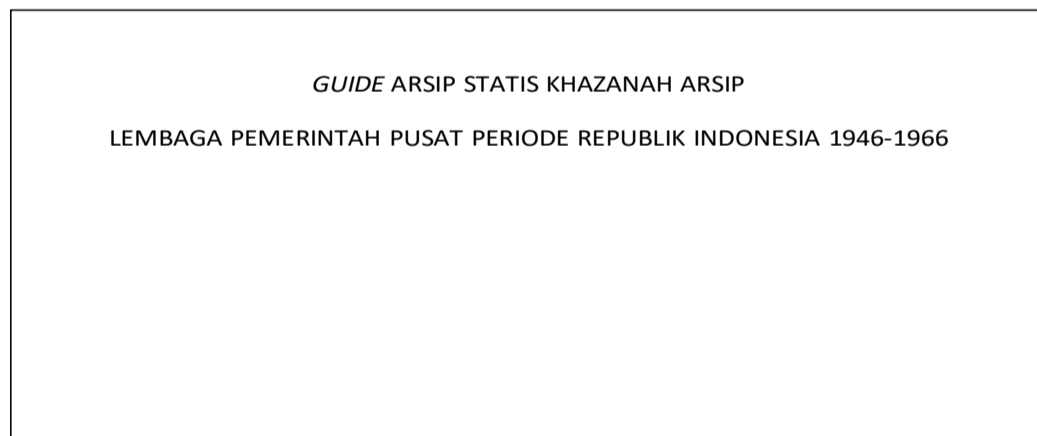 GUIDE ARSIP STATIS KHAZANAH ARSIP
LEMBAGA PEMERINTAH PUSAT PERIODE REPUBLIK INDONESIA 1946-1966